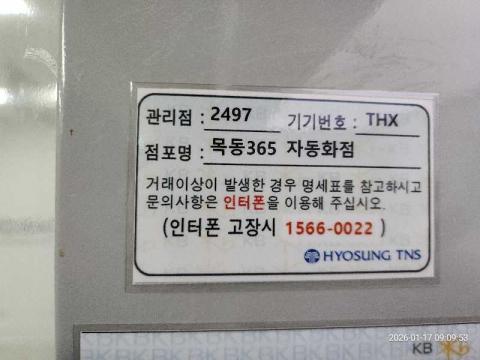 관리점 : 2497 기기번호 : THX
점포명 : 목동365 자동화점
거래이상이 발생한 경우 명세표를 참고하시고
문의사항은 인터폰을 이용해 주십시오.
(인터폰 고장시 1566-0022 )
HYOSUNG TNS
2026-01-17 09:09:53
KB